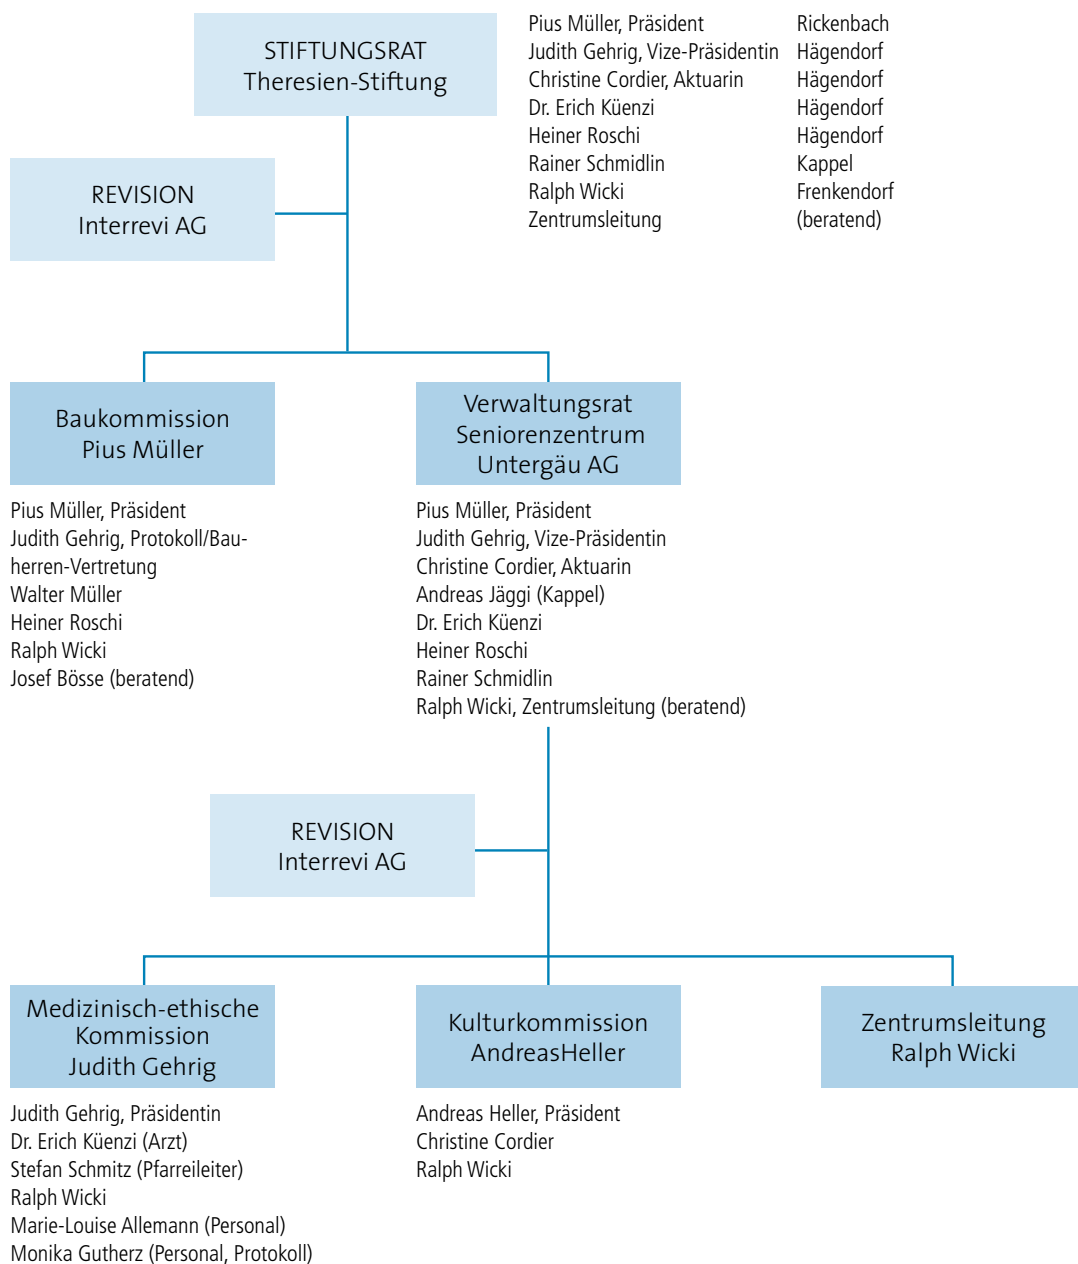 STIFTUNGSRAT
Theresien-Stiftung
Pius Müller, Präsident Rickenbach
Judith Gehrig, Vize-Präsidentin Hägendorf
Christine Cordier, Aktuarin Hägendorf
Dr. Erich Küenzi Hägendorf
Heiner Roschi Hägendorf
Rainer Schmidlin Kappel
Ralph Wicki Frenkendorf
Zentrumsleitung (beratend)
REVISION
Interrevi AG
Baukommission
Pius Müller
Pius Müller, Präsident
Judith Gehrig, Protokoll/Bau-
herren-Vertretung
Walter Müller
Heiner Roschi
Ralph Wicki
Josef Bösse (beratend)
Verwaltungsrat
Seniorenzentrum
Untergäu AG
Pius Müller, Präsident
Judith Gehrig, Vize-Präsidentin
Christine Cordier, Aktuarin
Andreas Jäggi (Kappel)
Dr. Erich Küenzi
Heiner Roschi
Rainer Schmidlin
Ralph Wicki, Zentrumsleitung (beratend)
REVISION
Interrevi AG
Medizinisch-ethische
Kommission
Judith Gehrig
Judith Gehrig, Präsidentin
Dr. Erich Küenzi (Arzt)
Stefan Schmitz (Pfarreileiter)
Ralph Wicki
Marie-Louise Allemann (Personal)
Monika Gutherz (Personal, Protokoll)
Kulturkommission
AndreasHeller
Andreas Heller, Präsident
Christine Cordier
Ralph Wicki
Zentrumsleitung
Ralph Wicki